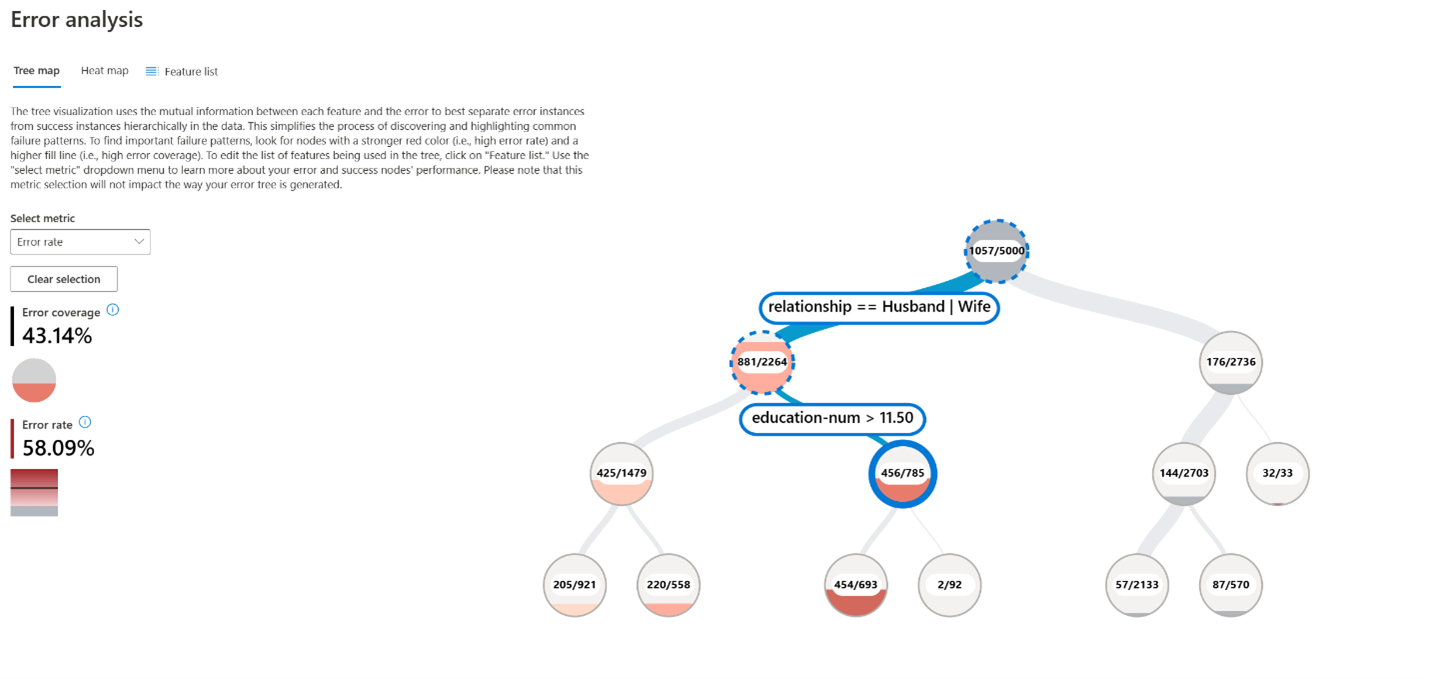 Error analysis
Tree map
Heat map
Feature list
The tree visualization uses the mutual information between each feature and the error to best separate error instances
from success instances hierarchically in the data. This simplifies the process of discovering and highlighting common
failure patterns. To find important failure patterns, look for nodes with a stronger red color (i.e., high error rate) and a
higher fill line (i.e., high error coverage). To edit the list of features being used in the tree, click on "Feature list." Use the
"select metric" dropdown menu to learn more about your error and success nodes' performance. Please note that this
metric selection will not impact the way your error tree is generated.
Select metric
Error rate
Clear selection
Error coverage
43.14%
Error rate
58.09%
1057/5000
relationship == Husband | Wife
881/2264
176/2736
education-num > 11.50
425/1479
456/785
144/2703
32/33
205/921
220/558
454/693
2/92
57/2133
87/570